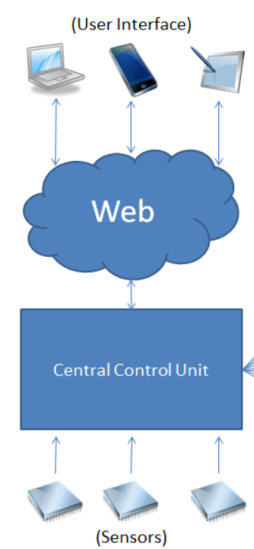 (User Interface)
Web
Central Control Unit
(Sensors)